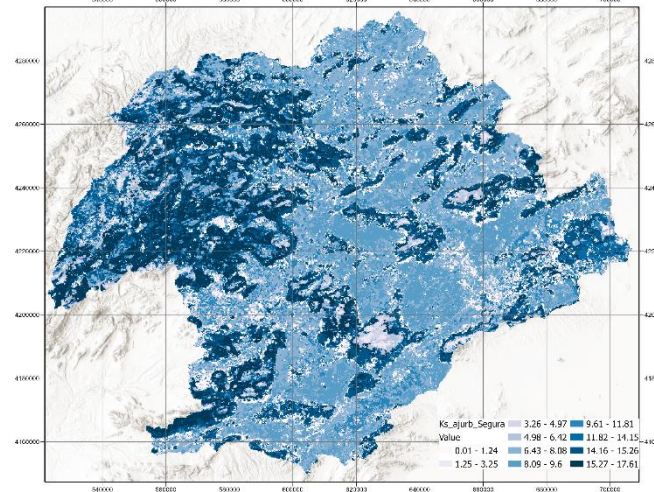 4280000
4260000
4240000
4220000
4200000
4180000
4160000
Ks_ajurb_Segura
Value
0.01 - 1.24
1.25 - 3.25
3.26 - 4.97
4.98 - 6.42
6.43 - 8.08
8.09 - 9.6
9.61 - 11.81
11.82 - 14.15
14.16 - 15.26
15.27 - 17.61
540000 560000 580000 600000 620000 640000 660000 680000 700000